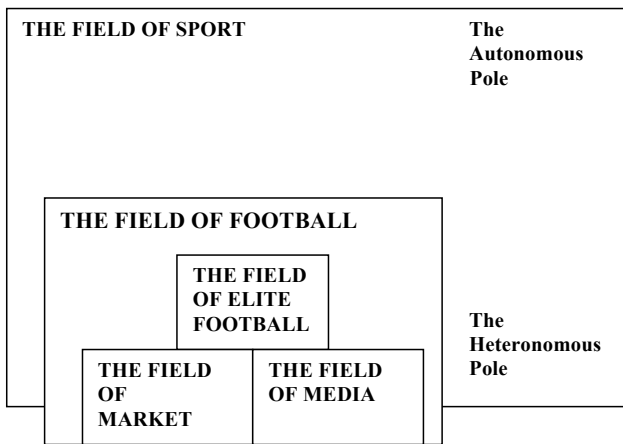 THE FIELD OF SPORT
The
Autonomous
Pole
THE FIELD OF FOOTBALL
THE FIELD
OF ELITE
FOOTBALL
The
Heteronomous
Pole
THE FIELD
OF
MARKET
THE FIELD
OF MEDIA